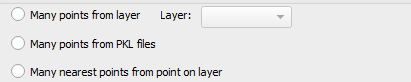 Many points from layer Layer:
Many points from PKL files
Many nearest points from point on layer